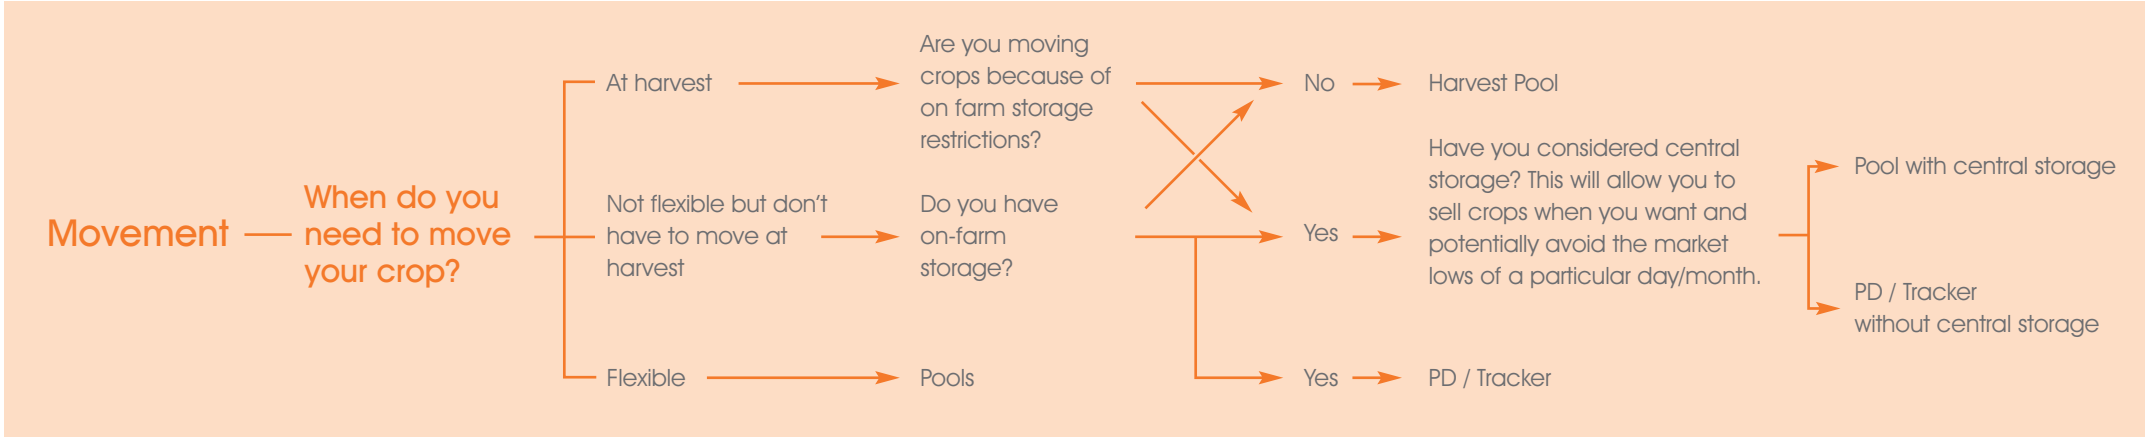 Movement
When do you
need to move
your crop?
At harvest
Are you moving
crops because of
on farm storage
restrictions?
No
Harvest Pool
Not flexible but don't
have to move at
harvest
Do you have
on-farm
storage?
Yes
Have you considered central
storage? This will allow you to
sell crops when you want and
potentially avoid the market
lows of a particular day/month.
Pool with central storage
PD / Tracker
without central storage
Flexible
Pools
Yes
PD / Tracker